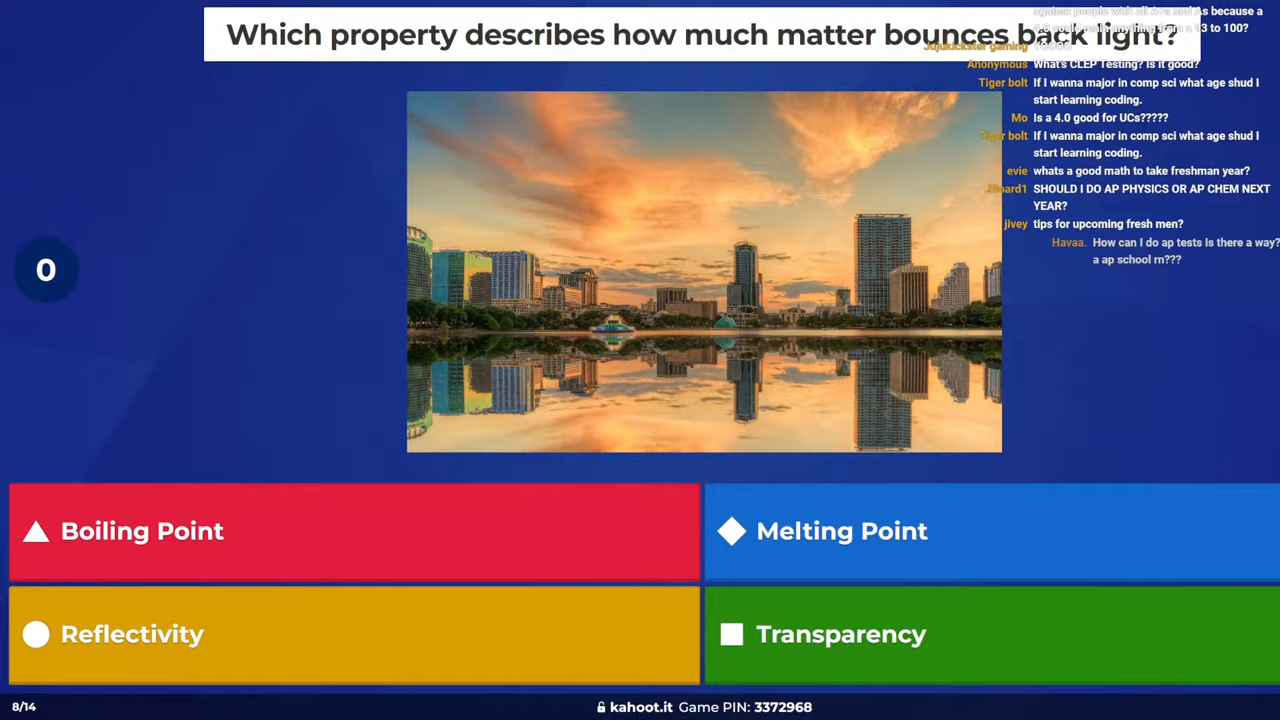 Which property describes how much matter bounces back light?
Jujukickster gaming
Anonymous What's CLEP Testing? Is it good?
Tiger bolt If I wanna major in comp sci what age shud I
start learning coding.
Mo Is a 4.0 good for UCs?????
Tiger bolt If I wanna major in comp sci what age shud I
start learning coding.
evie whats a good math to take freshman year?
SHOULD I DO AP PHYSICS OR AP CHEM NEXT
YEAR?
jivey tips for upcoming fresh men?
Havaa. How can I do ap tests Is there a way?
a ap school rn???
0
Boiling Point
Melting Point
Reflectivity
Transparency
8/14
kahoot.it Game PIN: 3372968